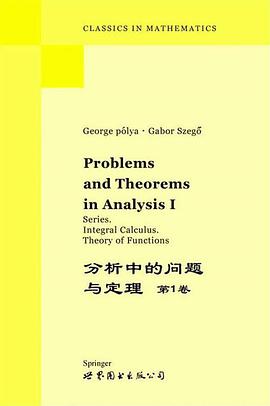 CLASSICS IN MATHEMATICS
George pôlya · Gabor Szegő
Problems
and Theorems
in Analysis I
Series.
Integral Calculus.
Theory of Functions
分析中的问题
与定理 第1卷
Springer
世界图书出版公司